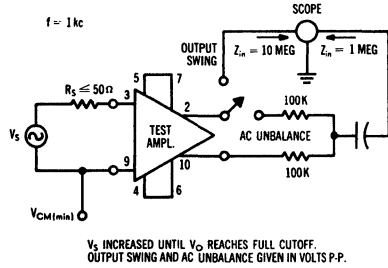 f = 1 kc
SCOPE
OUTPUT
SWING
Zin = 10 MEG
Zin = 1 MEG
5
7
RS ≤ 50Ω
3
2
100K
VS
TEST
AMPL.
AC UNBALANCE
9
10
4
6
100K
VCM(min)
VS INCREASED UNTIL VO REACHES FULL CUTOFF.
OUTPUT SWING AND AC UNBALANCE GIVEN IN VOLTS P-P.